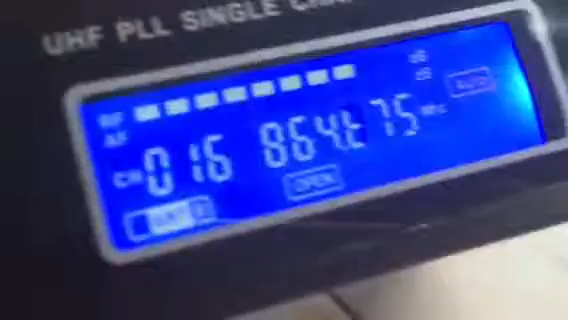 UHF PLL SINGLE
RF
AF
AUTO
CH 016 864.675 MHz
OPEN